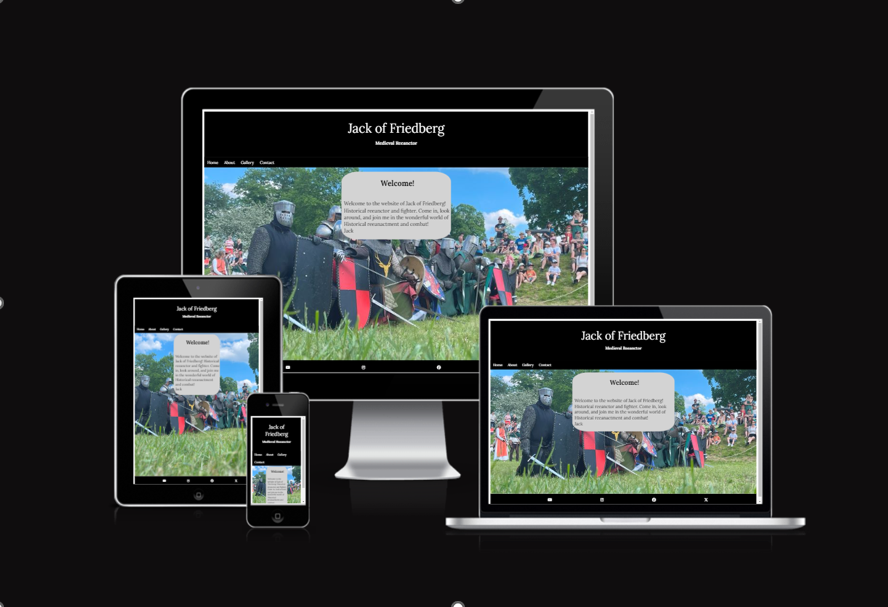 Jack of Friedberg
Medieval Reenactor
Home About Gallery Contact
Welcome!
Welcome to the website of Jack of Friedberg!
Historical reenactor and fighter. Come in, look
around, and join me in the wonderful world of
Historical reenactment and combat!
Jack
Jack of Friedberg
Medieval Reenactor
Home About Gallery Contact
Welcome!
Welcome to the website of
Jack of Friedberg! Historical
reenactor and fighter. Come
in, look around, and join me
in the wonderful world of
Historical reenactment
and combat!
Jack
Jack of
Friedberg
Medieval Reenactor
Home About Gallery
Contact
Welcome!
Jack of Friedberg
Medieval Reenactor
Home About Gallery Contact
Welcome!
Welcome to the website of Jack of Friedberg!
Historical reenactor and fighter. Come in, look
around, and join me in the wonderful world of
Historical reenactment and combat!
Jack